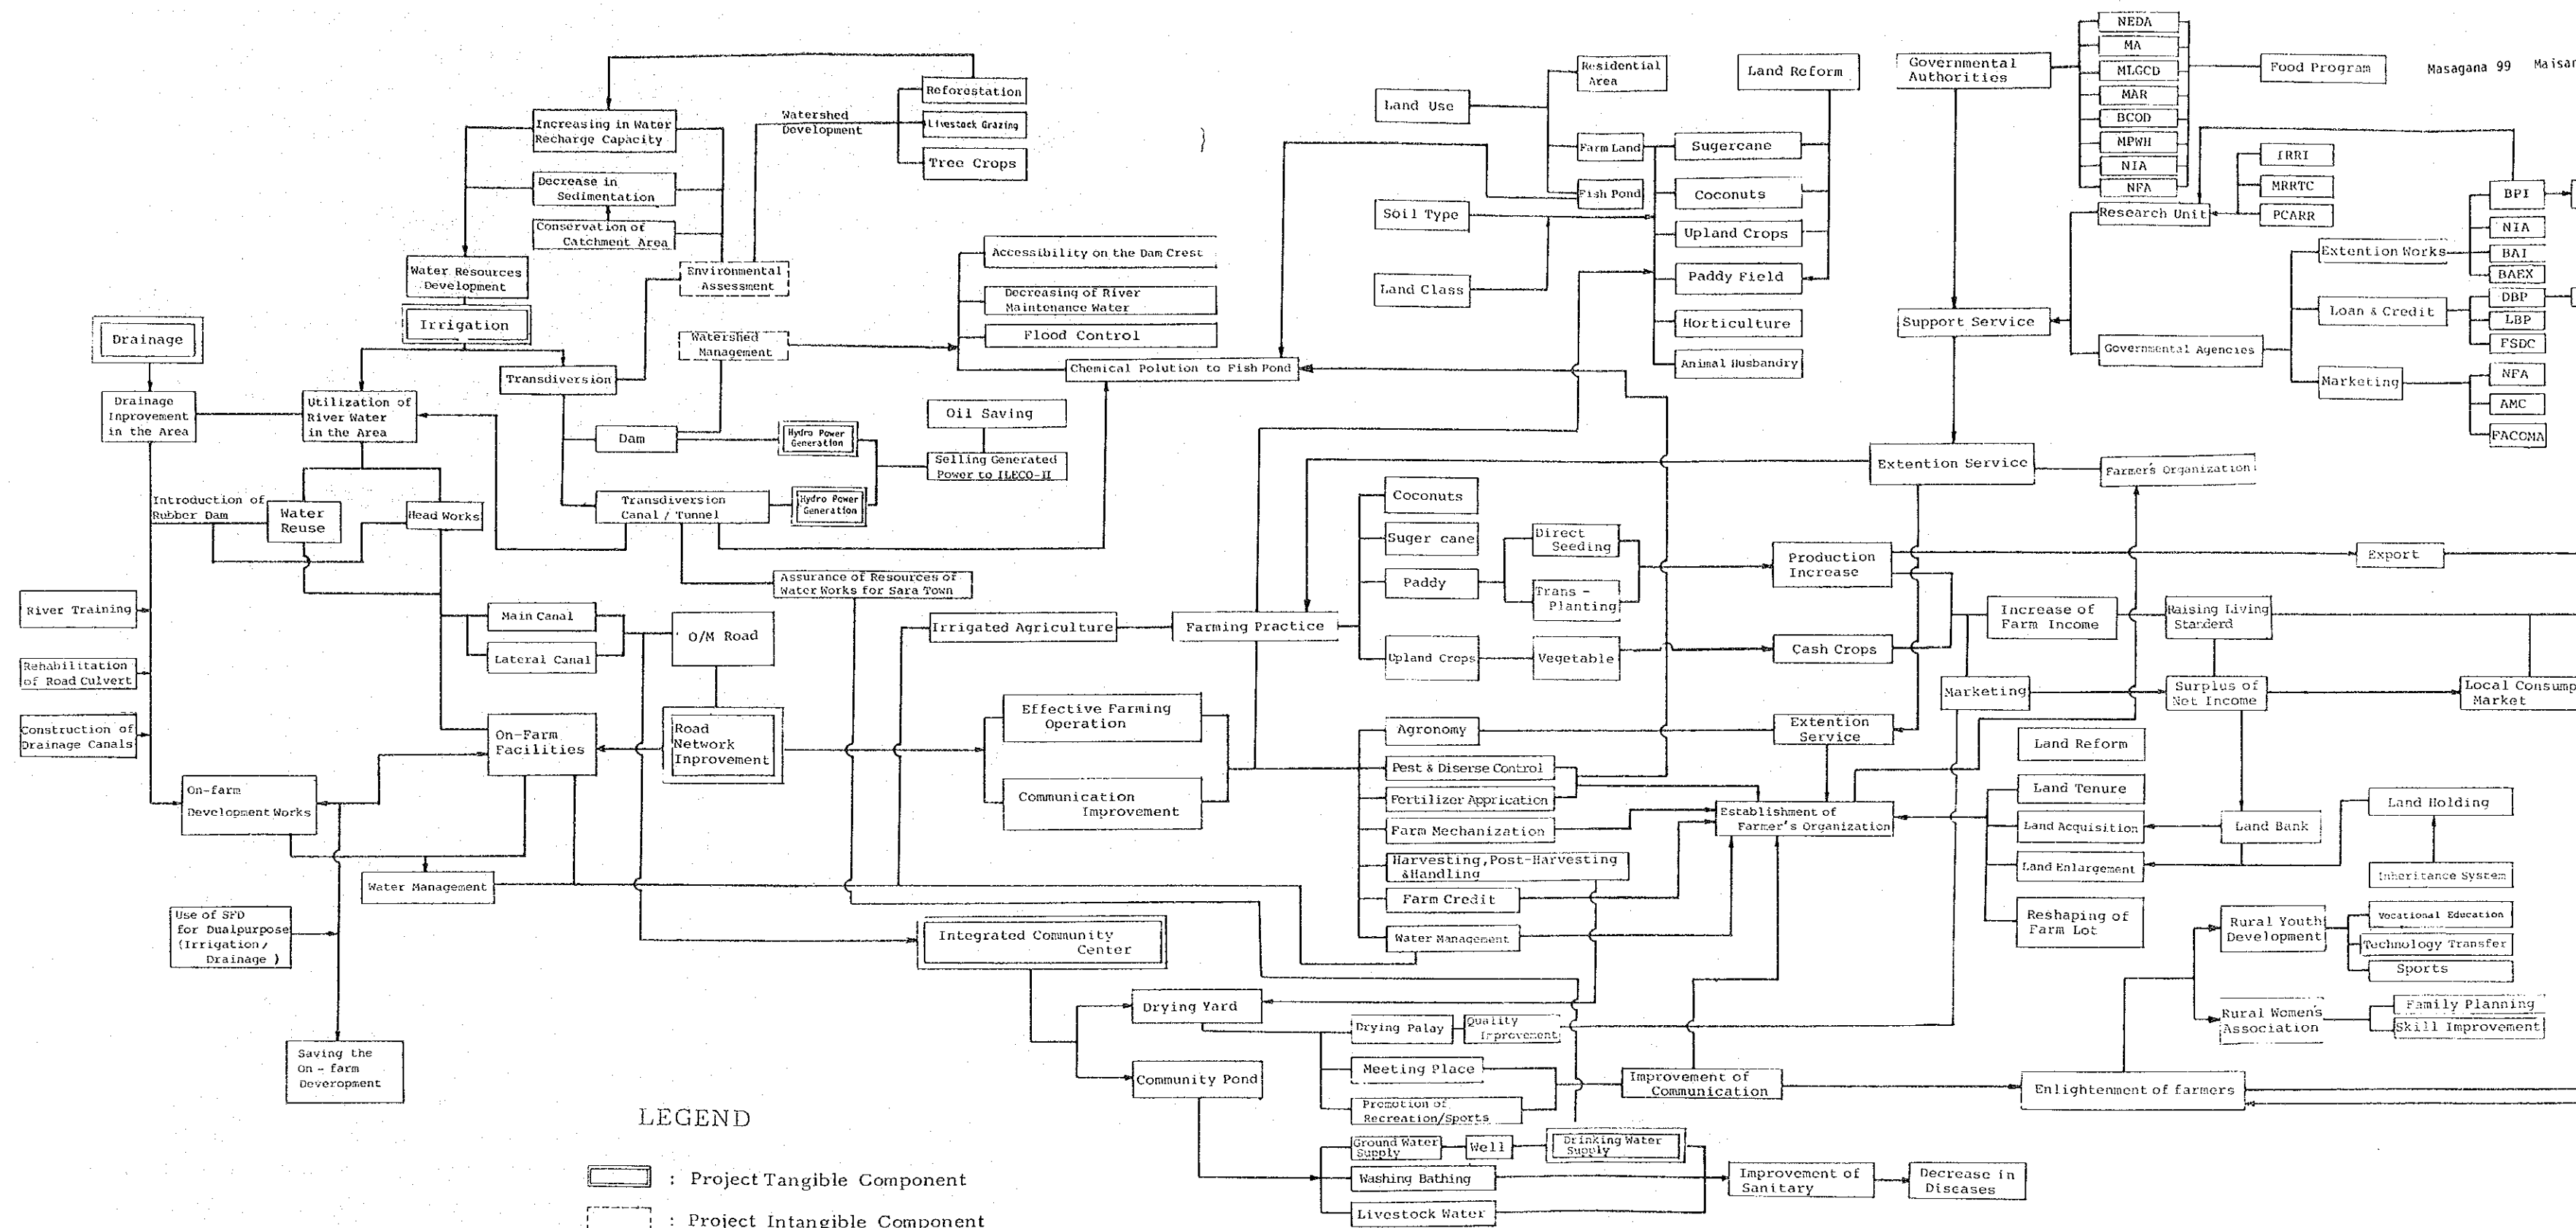 Drainage
Drainage
Inprovement
in the Area
River Training
Rehabilitation
of Road Culvert
Construction of
Drainage Canals
Introduction of
Rubber Dam
On-farm
Development Works
Use of SFD
for Dualpurpose
(Irrigation/
Drainage )
Saving the
On - farm
Deveropment
Increasing in Water
Recharge Capacity
Decrease in
Sedimentation
Conservation of
Catchment Area
Water Resources
Development
Irrigation
Environmental
Assessment
Watershed
Development
Reforestation
Livestock Grazing
Tree Crops
Watershed
Management
Accessibility on the Dam Crest
Decreasing of River
Maintenance Water
Flood Control
Chemical Polution to Fish Pond
Utilization of
River Water
in the Area
Transdiversion
Dam
Hydro Power
Generation
Oil Saving
Selling Generated
Power to ILECO-II
Transdiversion
Canal / Tunnel
Hydro Power
Generation
Water
Reuse
Head Works
Assurance of Resources of
Water Works for Sara Town
Main Canal
Lateral Canal
O/M Road
On-Farm
Facilities
Road
Network
Inprovement
Water Management
Irrigated Agriculture
Farming Practice
Effective Farming
Operation
Communication
Improvement
Integrated Community
Center
Drying Yard
Community Pond
Land Use
Soil Type
Land Class
Residential
Area
Farm Land
Fish Pond
Land Reform
Sugercane
Coconuts
Upland Crops
Paddy Field
Horticulture
Animal Husbandry
Coconuts
Suger cane
Paddy
Upland Crops
Direct
Seeding
Trans -
Planting
Vegetable
Production
Increase
Cash Crops
Agronomy
Pest & Diserse Control
Fertilizer Apprication
Farm Mechanization
Harvesting,Post-Harvesting
&Handling
Farm Credit
Water Management
Extention
Service
Establishment of
Farmer's Organization
Drying Palay
Quality
Improvement
Meeting Place
Promotion of
Recreation/Sports
Improvement of
Communication
Ground Water
Supply
Well
Drinking Water
Supply
Washing Bathing
Livestock Water
Improvement of
Sanitary
Decrease in
Diseases
Governmental
Authorities
NEDA
MA
MLGCD
MAR
BCOD
MPWH
NIA
NFA
Food Program
Masagana 99
Research Unit
IRRI
MRRTC
PCARR
Support Service
Governmental Agencies
Extention Works
Loan & Credit
Marketing
BPI
NIA
BAI
BAEX
DBP
LBP
FSDC
NFA
AMC
FACOMA
Extention Service
Farmer's Organization
Export
Increase of
Farm Income
Raising Living
Standerd
Marketing
Surplus of
Net Income
Local
Market
Land Reform
Land Tenure
Land Acquisition
Land Enlargement
Reshaping of
Farm Lot
Land Bank
Land Holding
Inheritance System
Rural Youth
Development
Vocational Education
Technology Transfer
Sports
Rural Womens
Association
Family Planning
Skill Improvement
Enlightenment of farmers
LEGEND
: Project Tangible Component
: Project Intangible Component